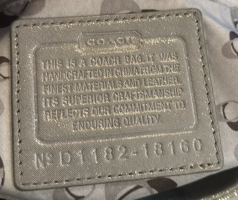 COACH
THIS IS A COACH BAG. IT WAS
HANDCRAFTED IN CHINA FROM THE
FINEST MATERIALS AND LEATHER.
ITS SUPERIOR CRAFTSMANSHIP
REFLECTS OUR COMMITMENT TO
ENDURING QUALITY.
Nº D1182-18160